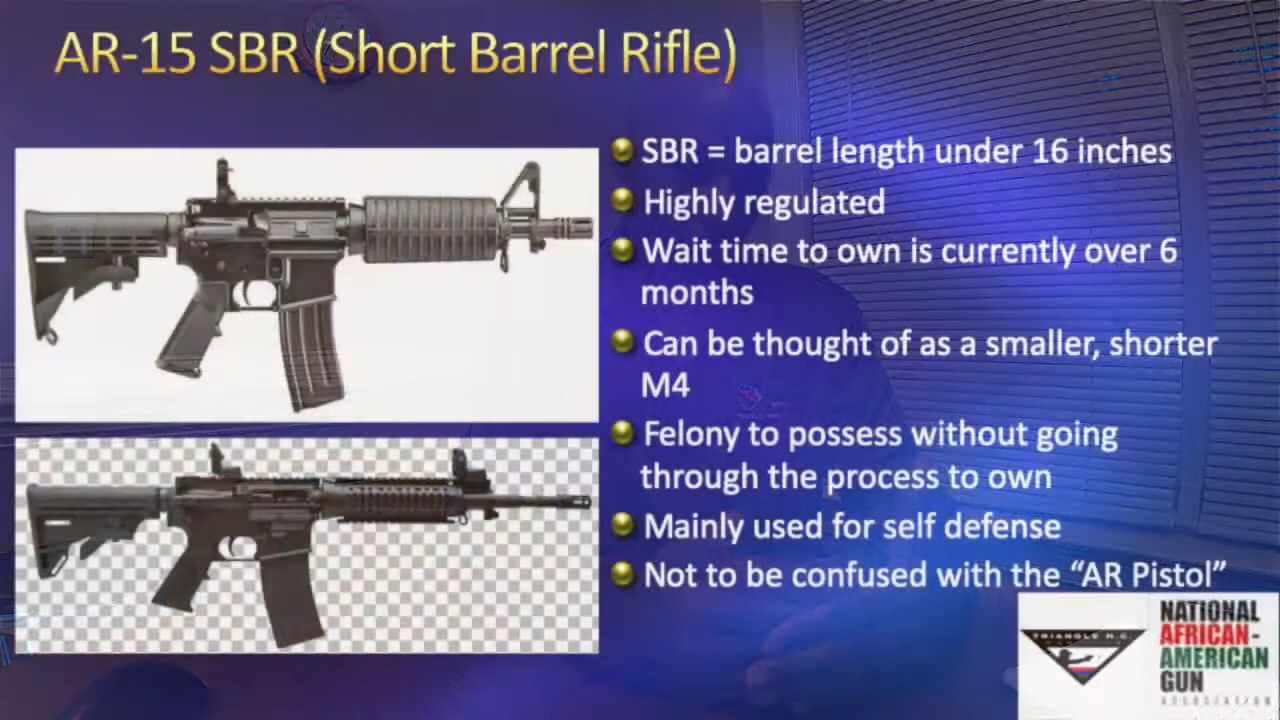 AR-15 SBR (Short Barrel Rifle)
SBR = barrel length under 16 inches
Highly regulated
Wait time to own is currently over 6
months
Can be thought of as a smaller, shorter
M4
Felony to possess without going
through the process to own
Mainly used for self defense
Not to be confused with the “AR Pistol”
TRIANGLE N.C.
NATIONAL
AFRICAN-
AMERICAN
GUN
ASSOCIATION